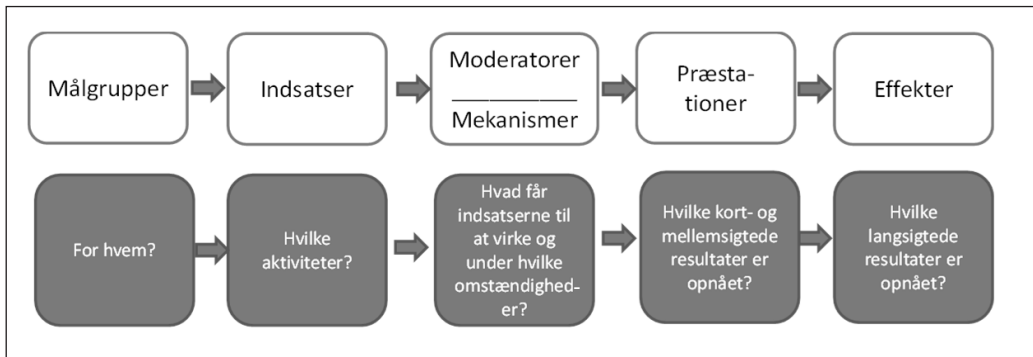 Målgrupper
Indsatser
Moderatorer
___________
Mekanismer
Præsta-
tioner
Effekter
For hvem?
Hvilke
aktiviteter?
Hvad får
indsatserne til
at virke og
under hvilke
omstændighed-
er?
Hvilke kort- og
mellemsigtede
resultater er
opnået?
Hvilke
langsigtede
resultater er
opnået?